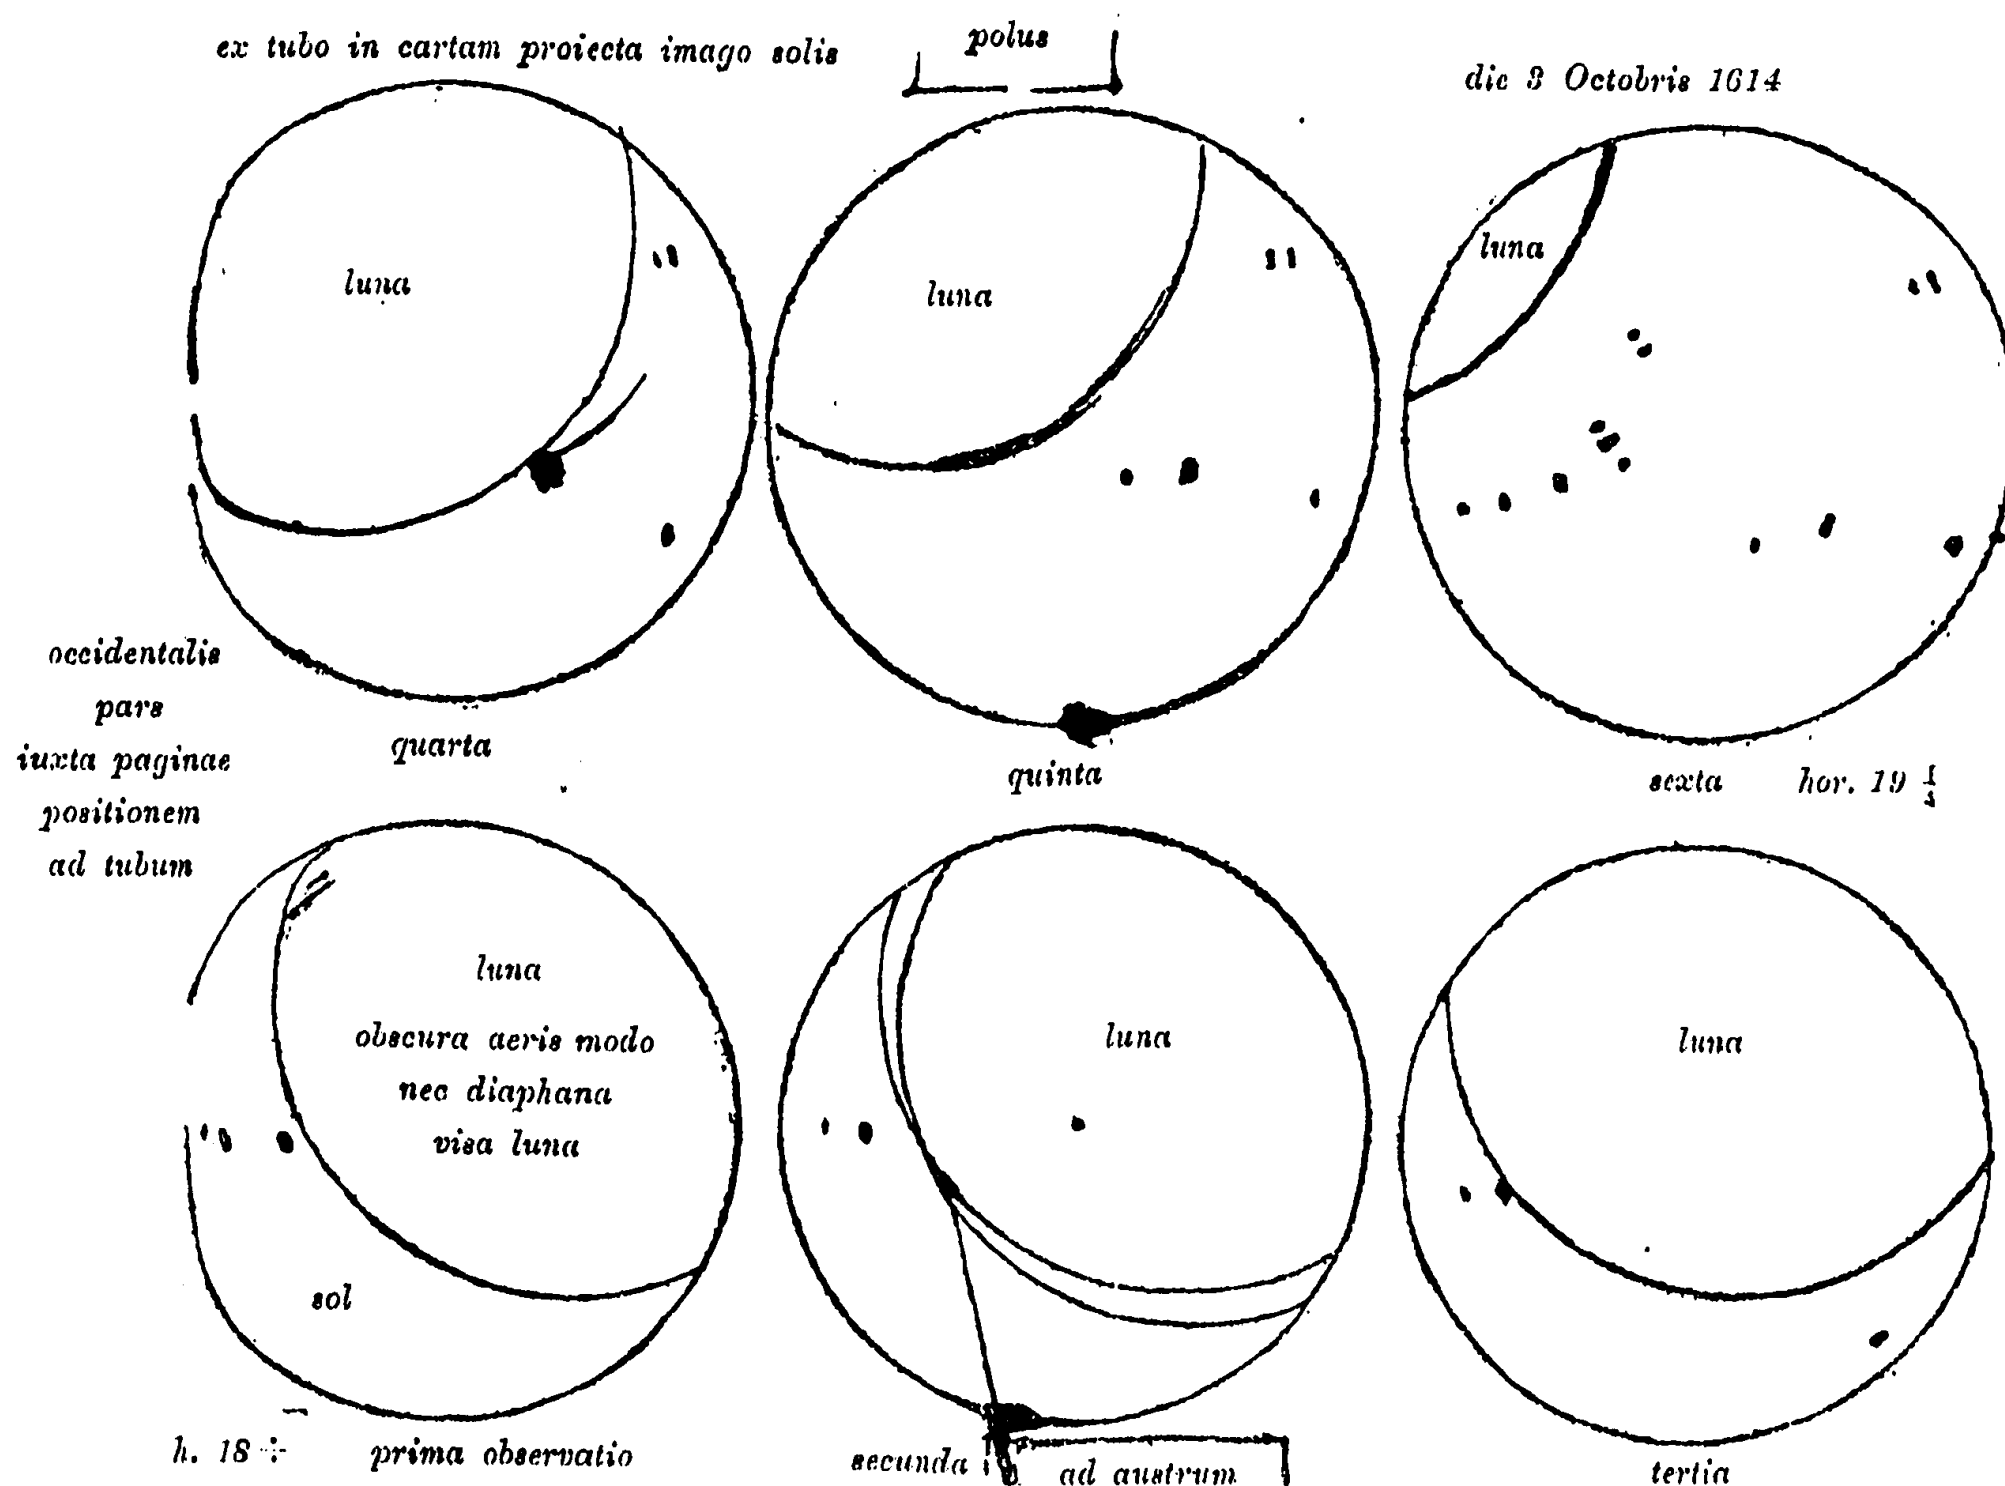 ex tubo in cartam proiecta imago solis
polus
die 3 Octobris 1614
luna
luna
luna
occidentalis
pars
iuxta paginae
positionem
ad tubum
quarta
quinta
sexta hor. 19
luna
obscura aeris modo
nec diaphana
visa luna
sol
luna
luna
h. 18
prima observatio
secunda
ad austrum
tertia